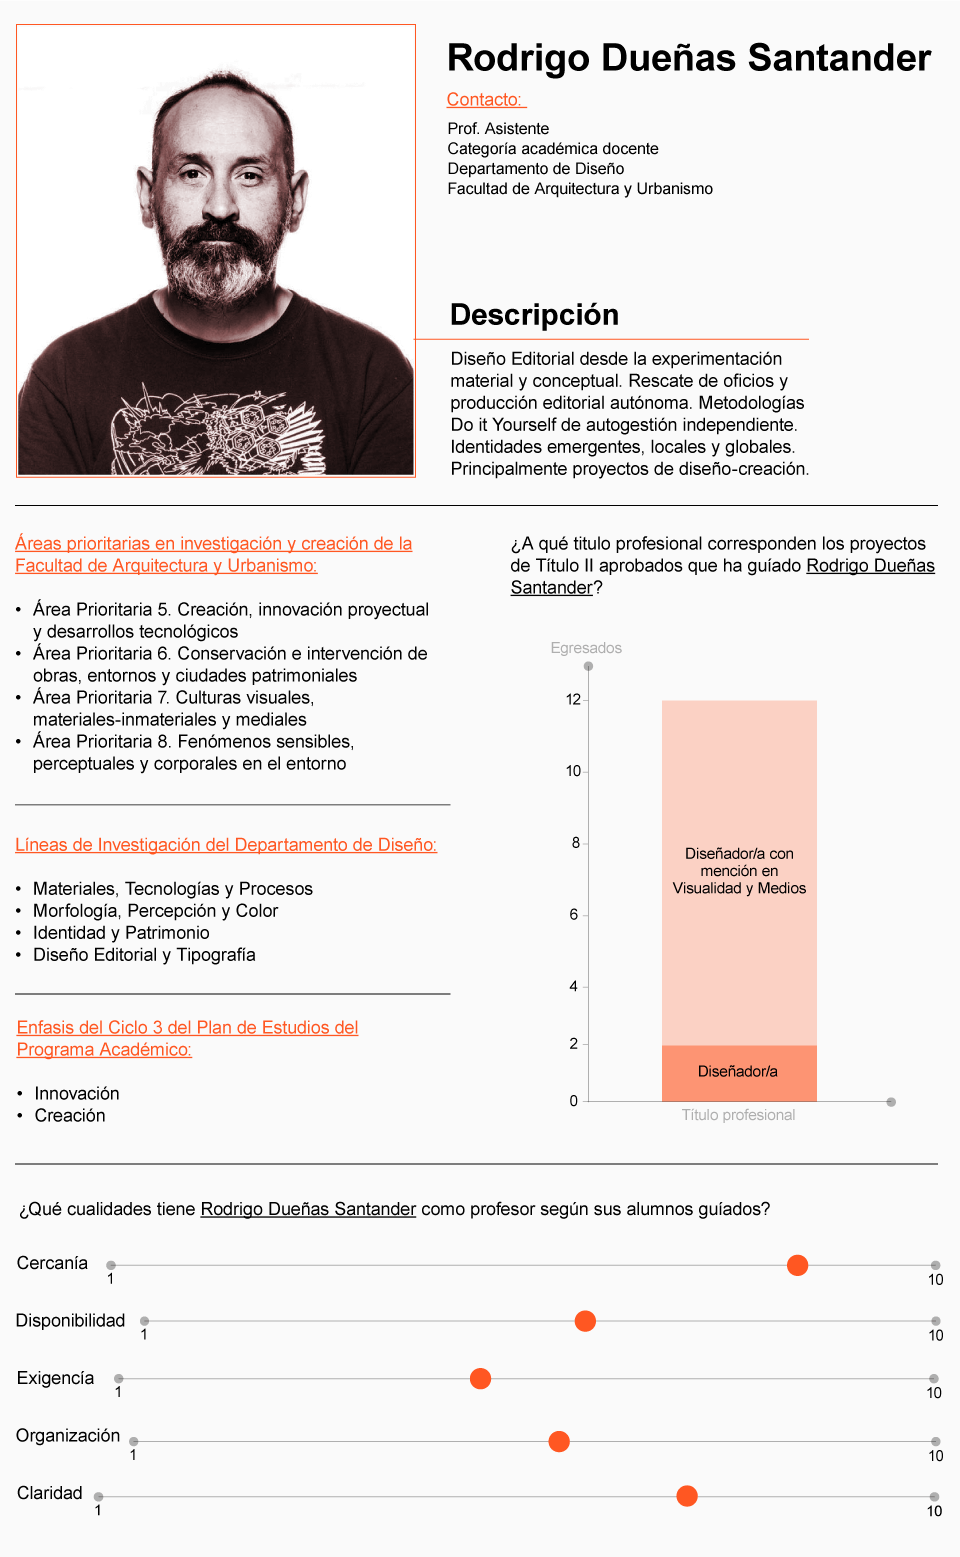 Rodrigo Dueñas Santander
Contacto:
Prof. Asistente
Categoría académica docente
Departamento de Diseño
Facultad de Arquitectura y Urbanismo
Descripción
Diseño Editorial desde la experimentación
material y conceptual. Rescate de oficios y
producción editorial autónoma. Metodologías
Do it Yourself de autogestión independiente.
Identidades emergentes, locales y globales.
Principalmente proyectos de diseño-creación.
Áreas prioritarias en investigación y creación de la
Facultad de Arquitectura y Urbanismo:
• Área Prioritaria 5. Creación, innovación proyectual
y desarrollos tecnológicos
• Área Prioritaria 6. Conservación e intervención de
obras, entornos y ciudades patrimoniales
• Área Prioritaria 7. Culturas visuales,
materiales-inmateriales y mediales
• Área Prioritaria 8. Fenómenos sensibles,
perceptuales y corporales en el entorno
Líneas de Investigación del Departamento de Diseño:
• Materiales, Tecnologías y Procesos
• Morfología, Percepción y Color
• Identidad y Patrimonio
• Diseño Editorial y Tipografía
Enfasis del Ciclo 3 del Plan de Estudios del
Programa Académico:
• Innovación
• Creación
¿A qué titulo profesional corresponden los proyectos
de Título II aprobados que ha guíado Rodrigo Dueñas
Santander?
Egresados
12
10
8
Diseñador/a con
mención en
Visualidad y Medios
6
4
2
Diseñador/a
0
Título profesional
¿Qué cualidades tiene Rodrigo Dueñas Santander como profesor según sus alumnos guíados?
Cercanía
1
10
Disponibilidad
1
10
Exigencía
1
10
Organización
1
10
Claridad
1
10